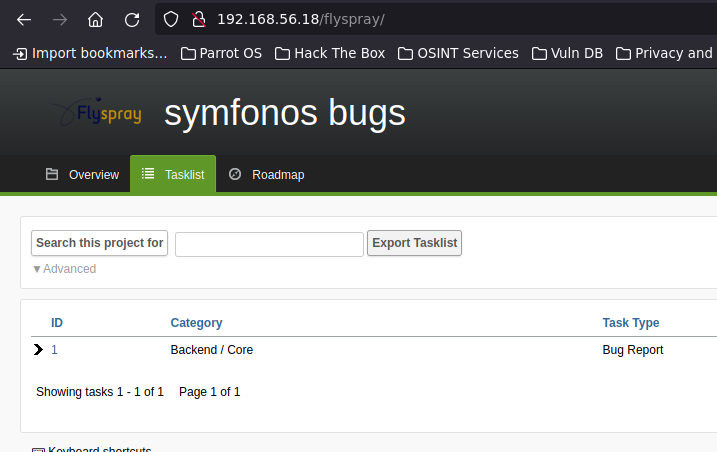 192.168.56.18/flyspray/
Import bookmarks... Parrot OS Hack The Box OSINT Services Vuln DB Privacy and
Flyspray symfonos bugs
Overview Tasklist Roadmap
Search this project for Export Tasklist
▼Advanced
ID Category Task Type
1 Backend / Core Bug Report
Showing tasks 1 - 1 of 1 Page 1 of 1
Keyboard shortcuts